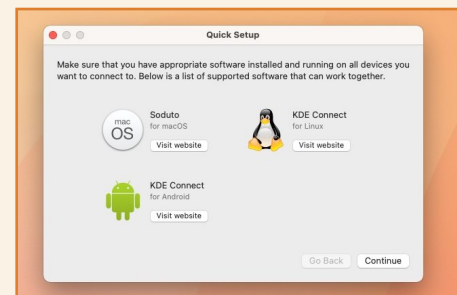 Quick Setup
Make sure that you have appropriate software installed and running on all devices you
want to connect to. Below is a list of supported software that can work together.
mac
OS
Soduto
for macOS
Visit website
KDE Connect
for Linux
Visit website
KDE Connect
for Android
Visit website
Go Back
Continue